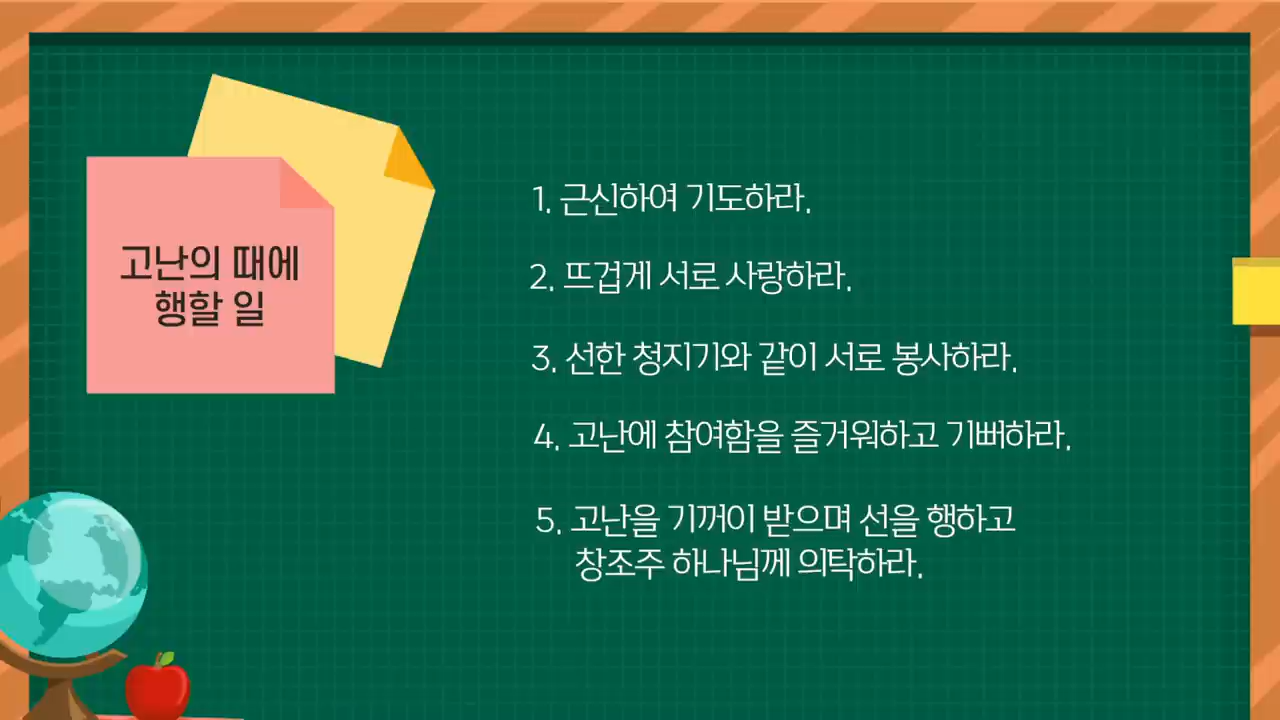 고난의 때에
행할 일
1. 근신하여 기도하라.
2. 뜨겁게 서로 사랑하라.
3. 선한 청지기와 같이 서로 봉사하라.
4. 고난에 참여함을 즐거워하고 기뻐하라.
5. 고난을 기꺼이 받으며 선을 행하고
창조주 하나님께 의탁하라.